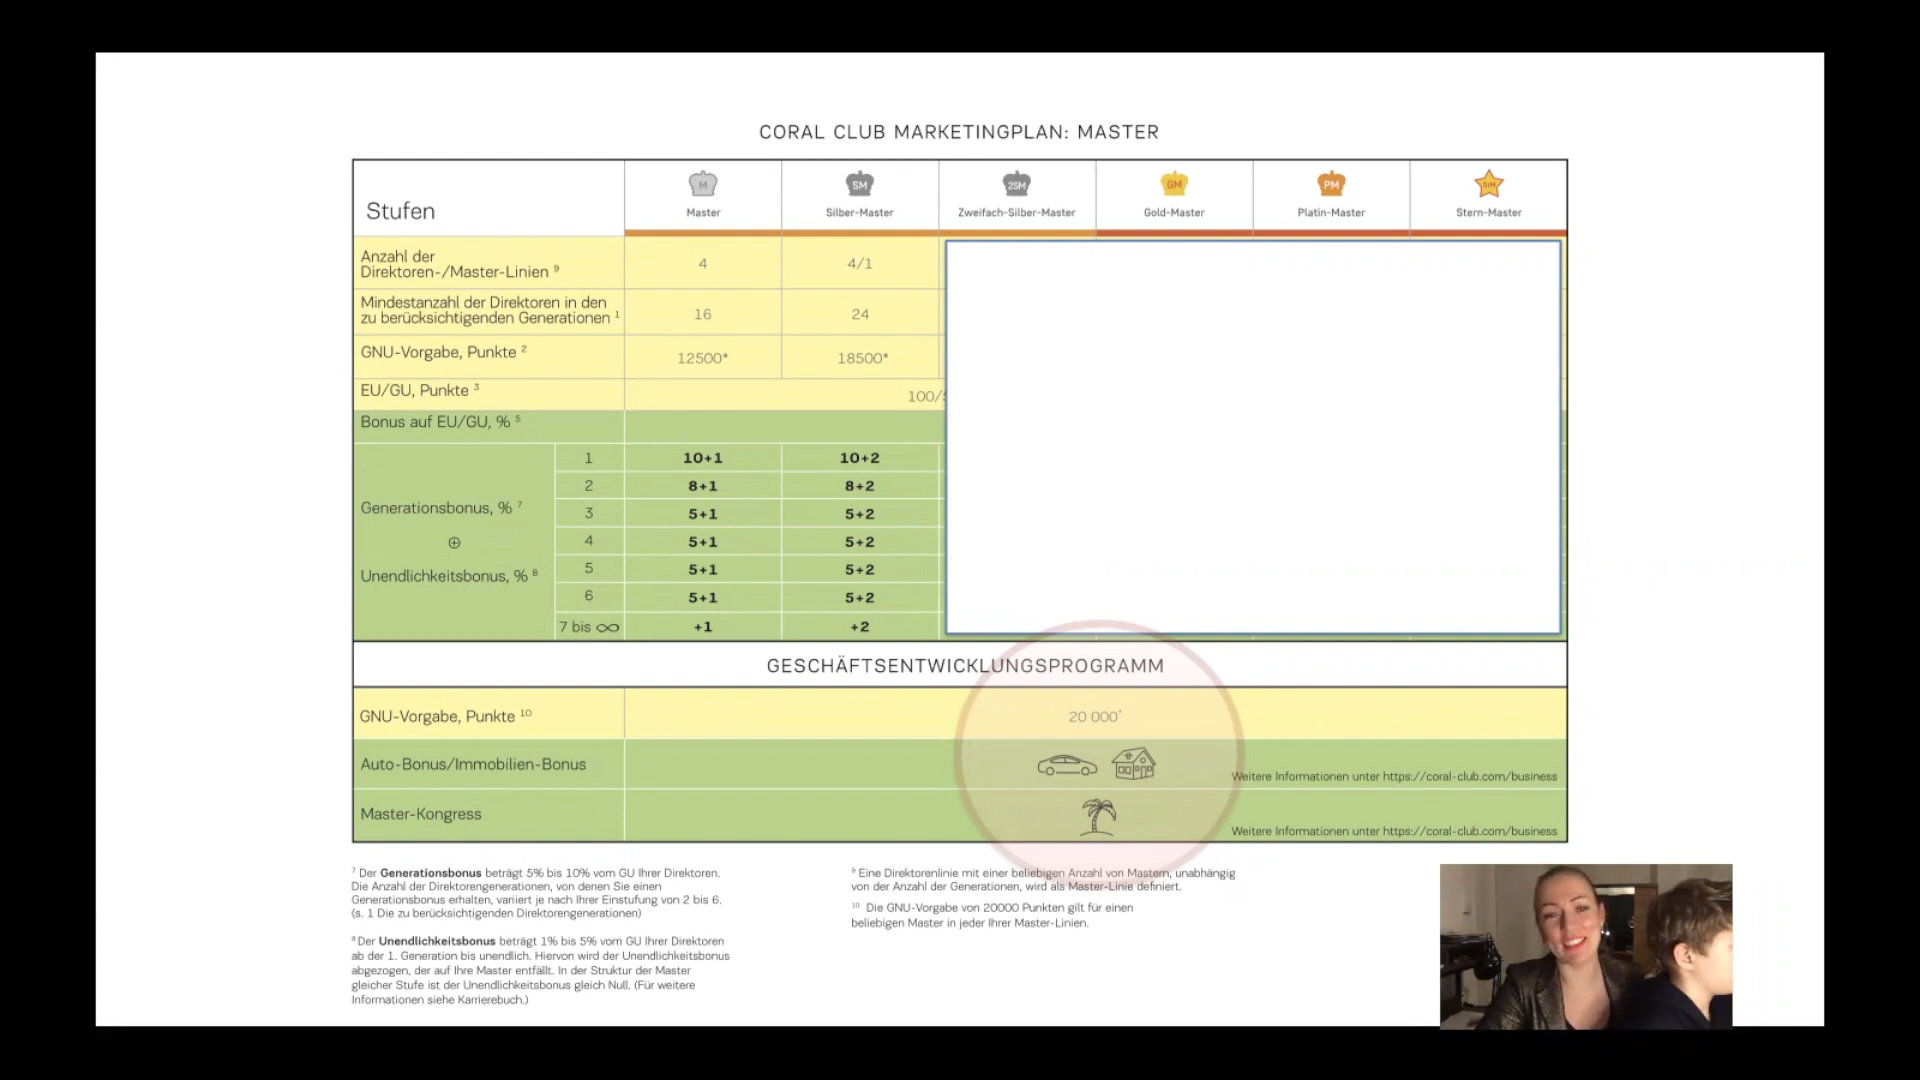 CORAL CLUB MARKETINGPLAN: MASTER
Stufen
M
SM
2SM
GM
PM
Master
Silber-Master
Zweifach-Silber-Master
Gold-Master
Platin-Master
Stern-Master
Anzahl der
Direktoren-/Master-Linien ⁹
4
4/1
Mindestanzahl der Direktoren in den
zu berücksichtigenden Generationen ¹
16
24
GNU-Vorgabe, Punkte ²
12500*
18500*
EU/GU, Punkte ³
100/
Bonus auf EU/GU, % ⁵
Generationsbonus, % ⁷
⊕
Unendlichkeitsbonus, % ⁸
1
10+1
10+2
2
8+1
8+2
3
5+1
5+2
4
5+1
5+2
5
5+1
5+2
6
5+1
5+2
7 bis ∞
+1
+2
GESCHÄFTSENTWICKLUNGSPROGRAMM
GNU-Vorgabe, Punkte ¹⁰
20 000*
Auto-Bonus/Immobilien-Bonus
Weitere Informationen unter https://coral-club.com/business
Master-Kongress
Weitere Informationen unter https://coral-club.com/business
⁷ Der Generationsbonus beträgt 5% bis 10% vom GU Ihrer Direktoren.
Die Anzahl der Direktorengenerationen, von denen Sie einen
Generationsbonus erhalten, variiert je nach Ihrer Einstufung von 2 bis 6.
(s. 1 Die zu berücksichtigenden Direktorengenerationen)
⁸ Der Unendlichkeitsbonus beträgt 1% bis 5% vom GU Ihrer Direktoren
ab der 1. Generation bis unendlich. Hiervon wird der Unendlichkeitsbonus
abgezogen, der auf Ihre Master entfällt. In der Struktur der Master
gleicher Stufe ist der Unendlichkeitsbonus gleich Null. (Für weitere
Informationen siehe Karrierebuch.)
⁹ Eine Direktorenlinie mit einer beliebigen Anzahl von Mastern, unabhängig
von der Anzahl der Generationen, wird als Master-Linie definiert.
¹⁰ Die GNU-Vorgabe von 20000 Punkten gilt für einen
beliebigen Master in jeder Ihrer Master-Linien.